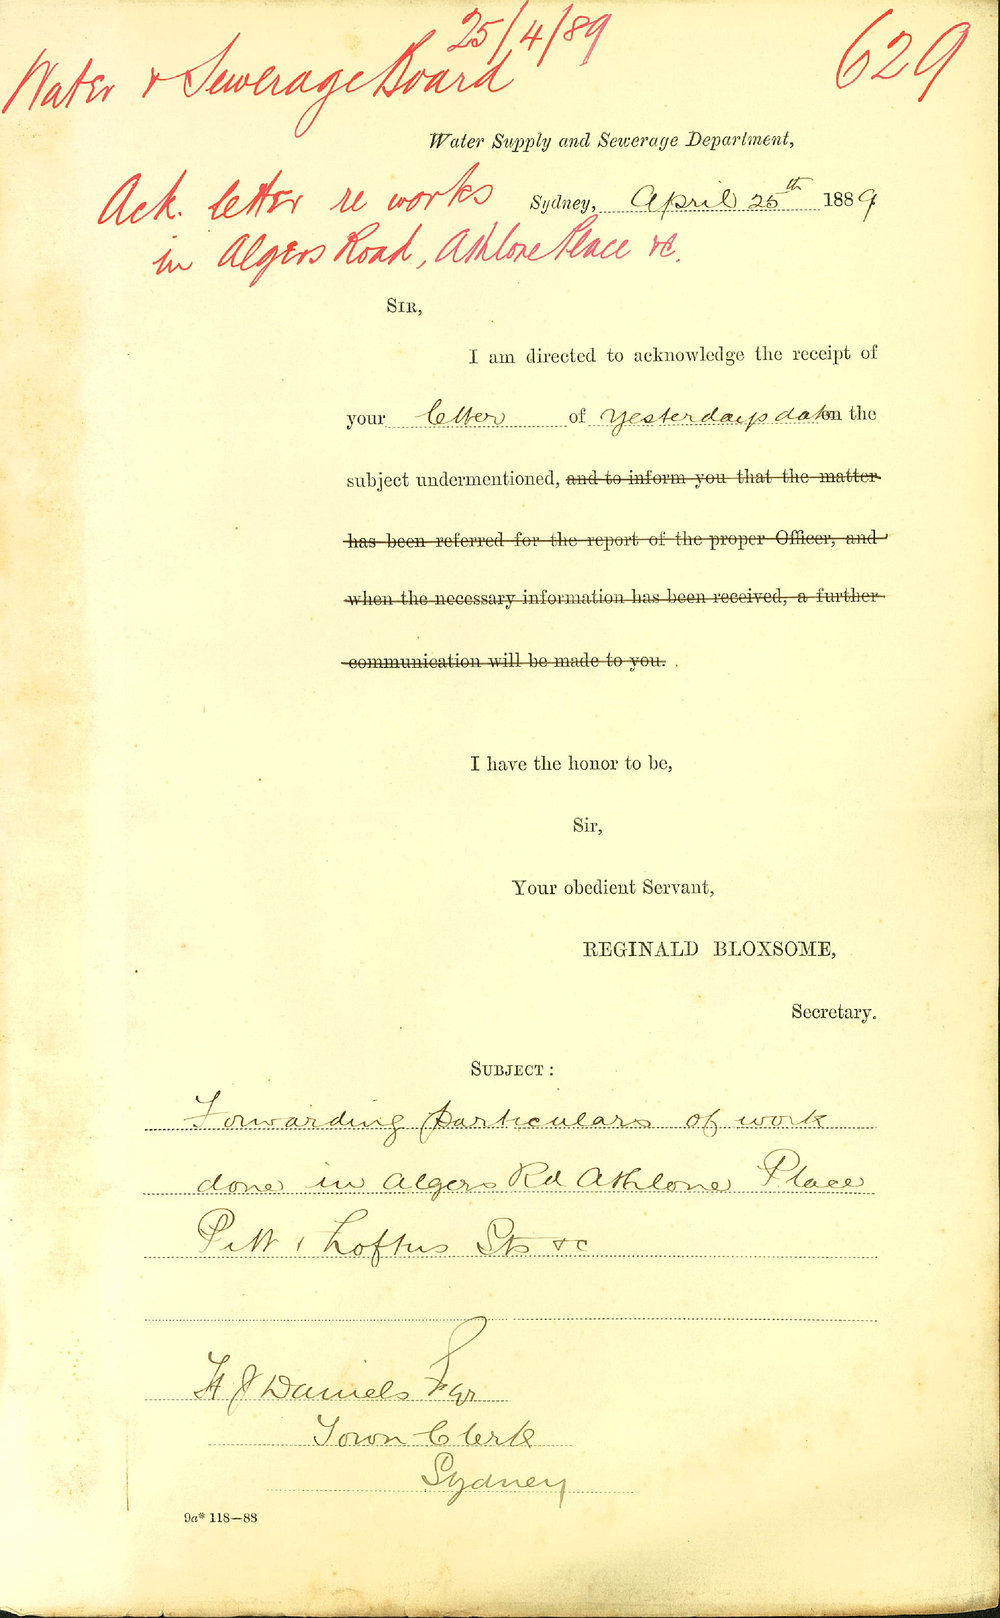 25/4/89
629
Water & Sewerage Board
Water Supply and Sewerage Department,
Ack. letter re works
Sydney, April 25th 1889
in Algers Road, Athlone Place &c.
SIR,
I am directed to acknowledge the receipt of
your letter of yesterdays date on the
subject undermentioned, and to inform you that the matter
has been referred for the report of the proper Officer, and
when the necessary information has been received, a further
communication will be made to you.
I have the honor to be,
Sir,
Your obedient Servant,
REGINALD BLOXSOME,
Secretary.
SUBJECT:
Forwarding particulars of work
done in Algers Rd Athlone Place
Pitt & Loftus Sts &c
H J Daniels Esqr
Town Clerk
Sydney
9a* 118—88